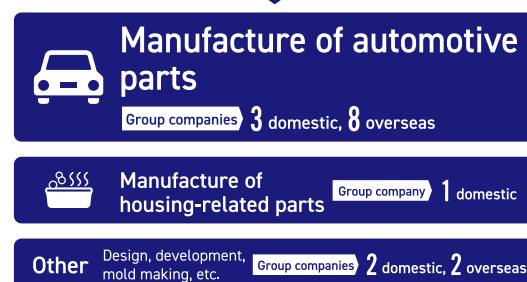 Manufacture of automotive
parts
Group companies 3 domestic, 8 overseas
Manufacture of
housing-related parts
Group company 1 domestic
Other
Design, development,
mold making, etc.
Group companies 2 domestic, 2 overseas